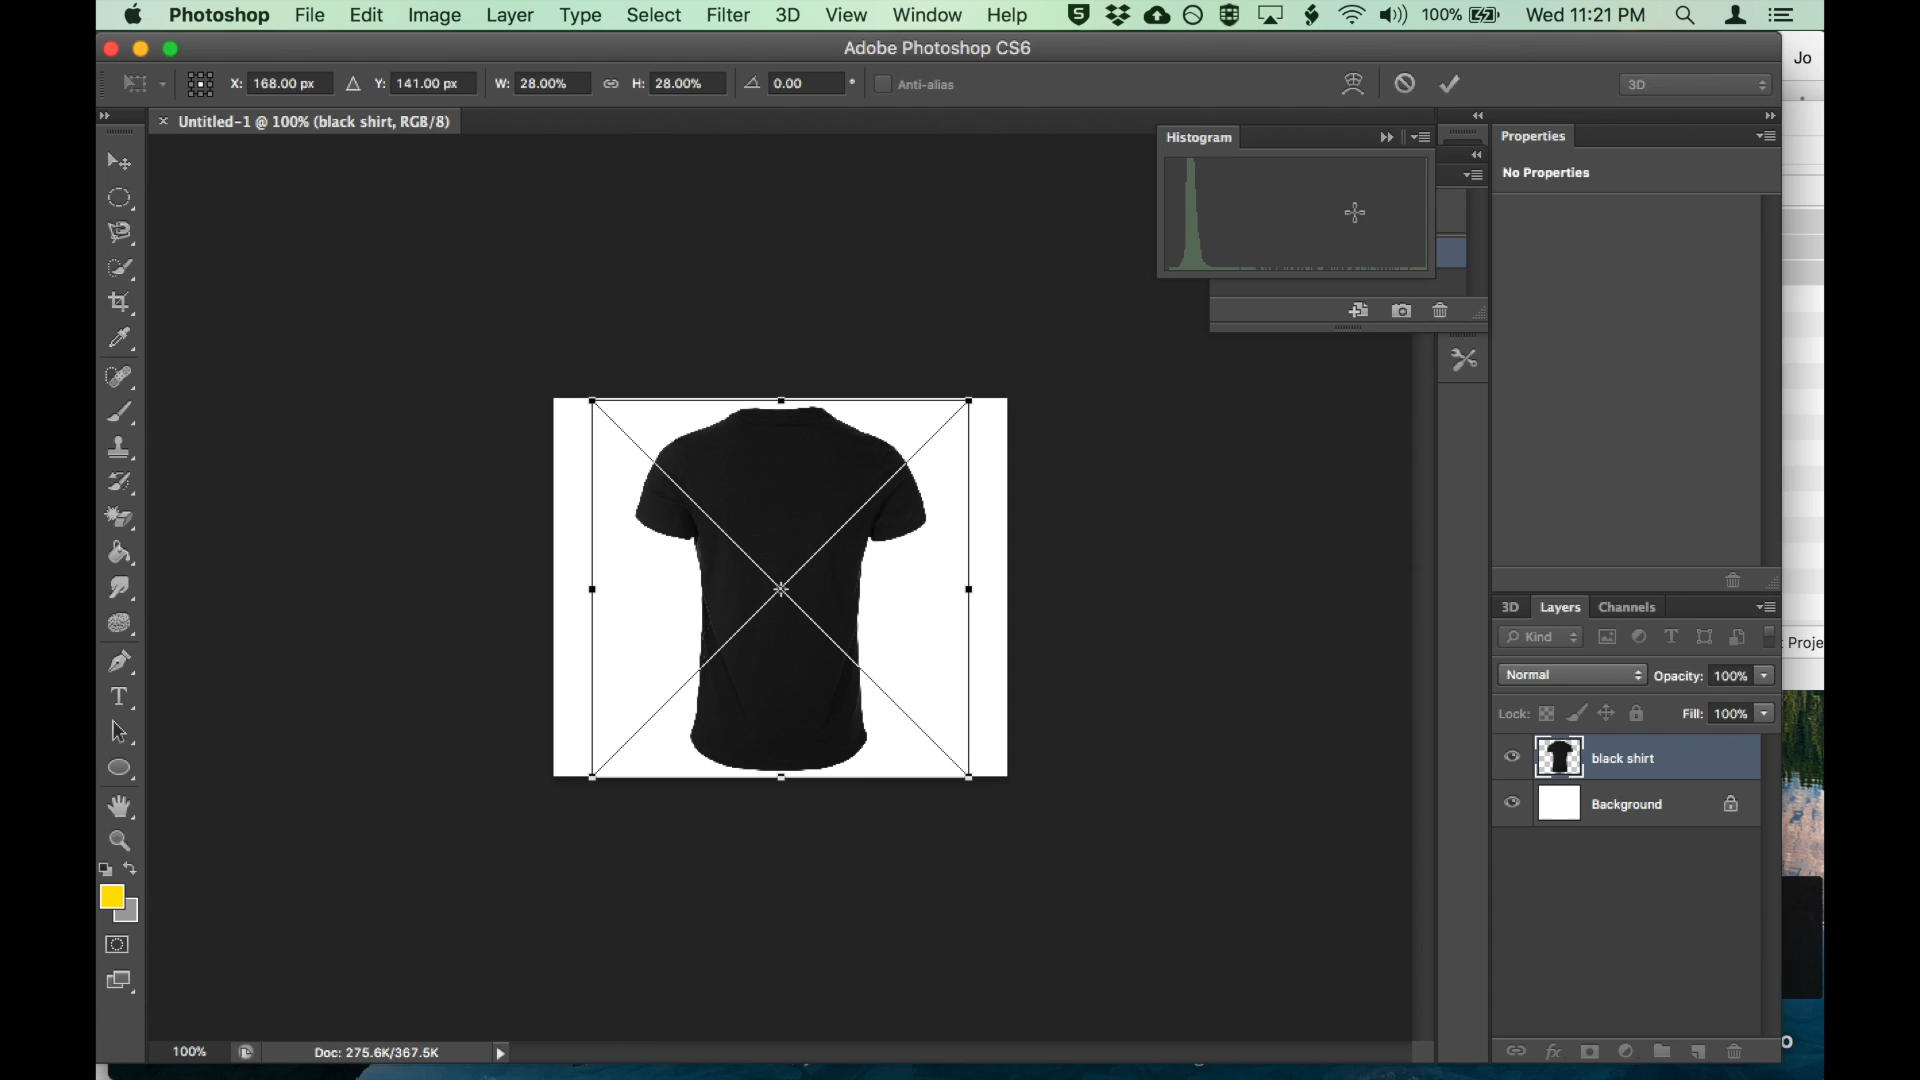 Photoshop File Edit Image Layer Type Select Filter 3D View Window Help 100% Wed 11:21 PM
Jo
Adobe Photoshop CS6
X: 168.00 px Y: 141.00 px W: 28.00% H: 28.00% 0.00 ° Anti-alias 3D
Untitled-1 @ 100% (black shirt, RGB/8)
Histogram
Properties
No Properties
3D Layers Channels
Kind
t Proje
Normal Opacity: 100%
Lock: Fill: 100%
black shirt
Background
100% Doc: 275.6K/367.5K